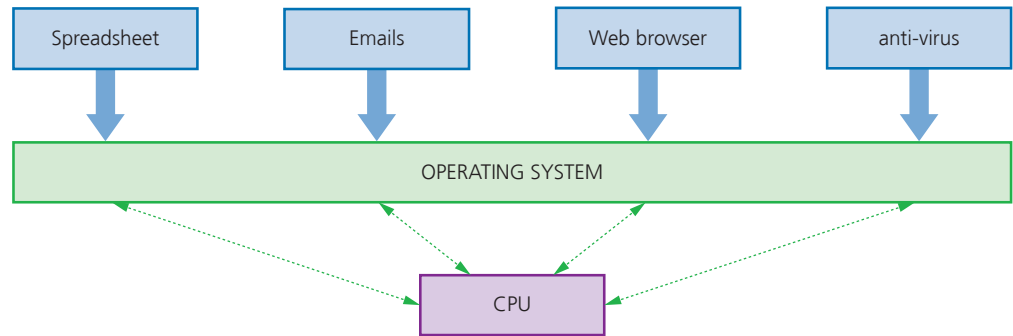 Spreadsheet
Emails
Web browser
anti-virus
OPERATING SYSTEM
CPU